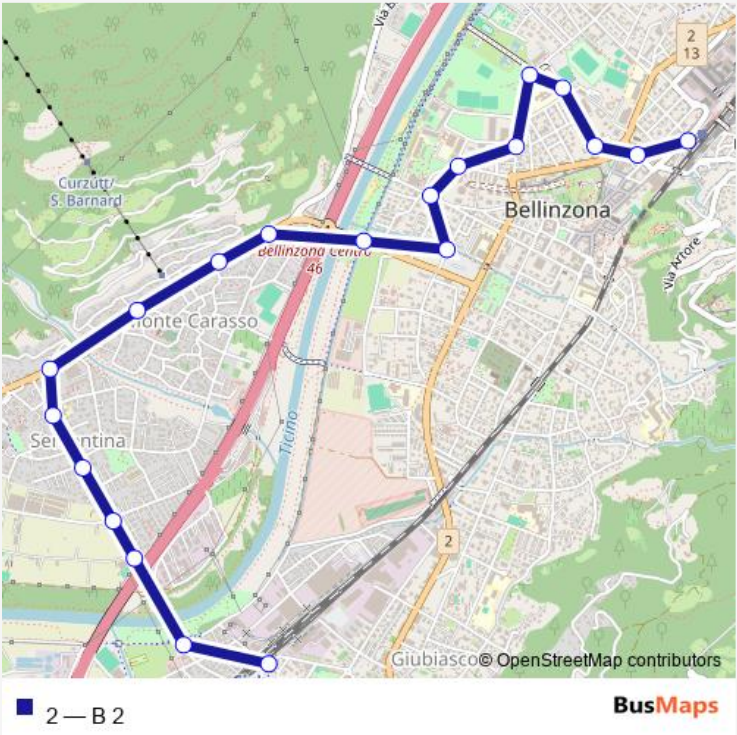 Via B
2
13
Curzútt/
S. Barnard
Bellinzona
Bellinzona Centro
46
Via Artore
Monte Carasso
Sementina
Ticino
2
Giubiasco
© OpenStreetMap contributors
2 — B 2
BusMaps